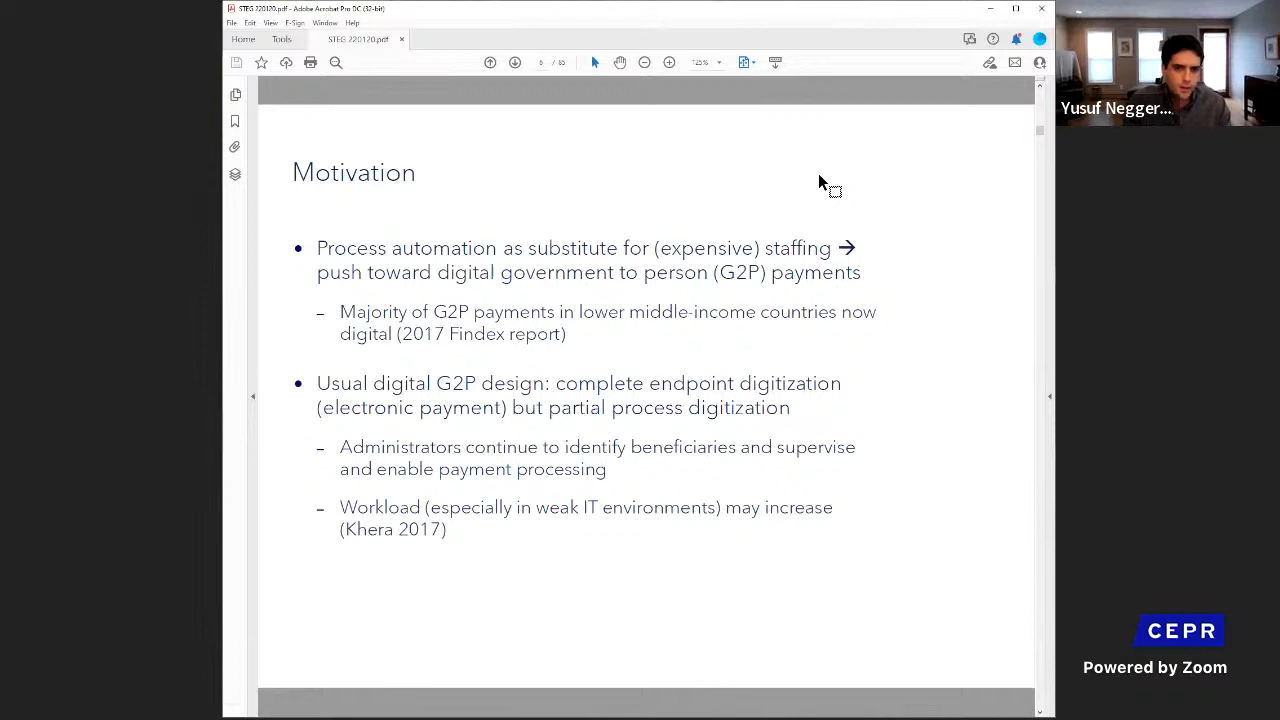 STEG 220120.pdf - Adobe Acrobat Pro DC (32-bit)
File Edit View E-Sign Window Help
Home Tools STEG 220120.pdf ×
6 / 85 125%
Yusuf Negger...
Motivation
• Process automation as substitute for (expensive) staffing →
push toward digital government to person (G2P) payments
– Majority of G2P payments in lower middle-income countries now
digital (2017 Findex report)
• Usual digital G2P design: complete endpoint digitization
(electronic payment) but partial process digitization
– Administrators continue to identify beneficiaries and supervise
and enable payment processing
– Workload (especially in weak IT environments) may increase
(Khera 2017)
CEPR
Powered by Zoom